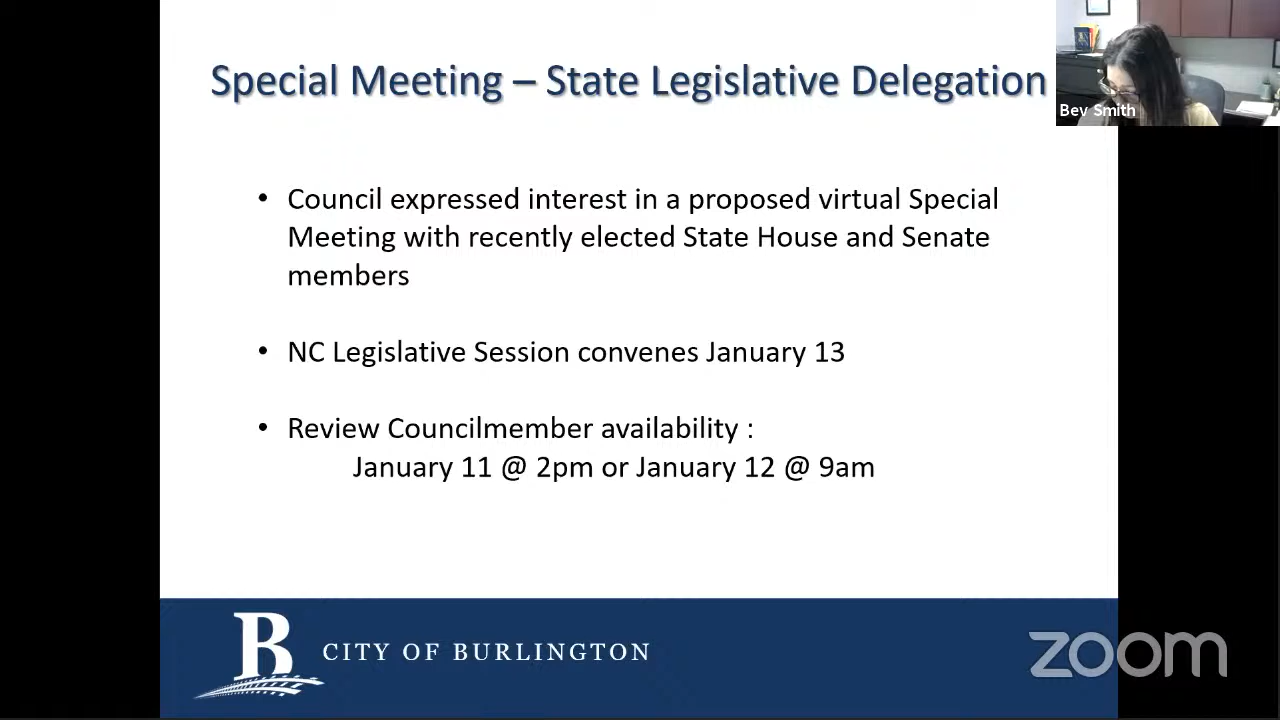 Special Meeting – State Legislative Delegation
Bev Smith
• Council expressed interest in a proposed virtual Special
Meeting with recently elected State House and Senate
members
• NC Legislative Session convenes January 13
• Review Councilmember availability :
January 11 @ 2pm or January 12 @ 9am
B CITY OF BURLINGTON
zoom